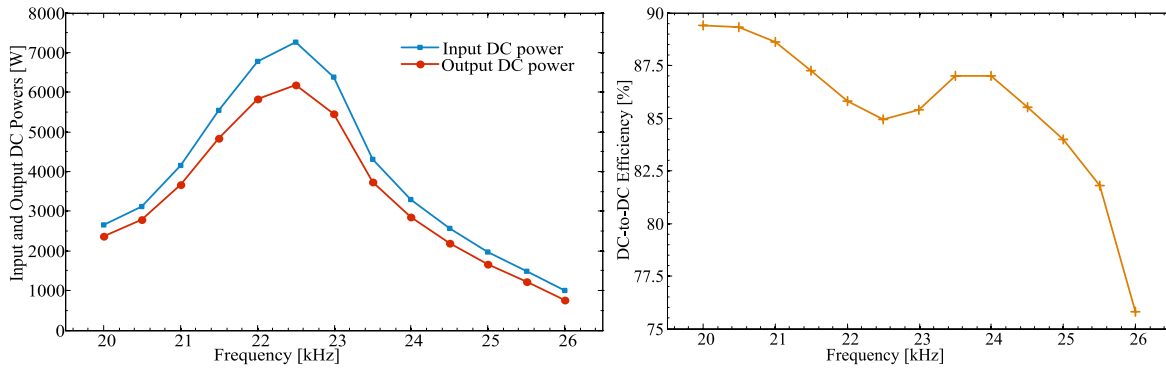 Input and Output DC Powers [W]
8000
7000
6000
5000
4000
3000
2000
1000
0
Input DC power
Output DC power
20 21 22 23 24 25 26
Frequency [kHz]
DC-to-DC Efficiency [%]
90
87.5
85
82.5
80
77.5
75
20 21 22 23 24 25 26
Frequency [kHz]